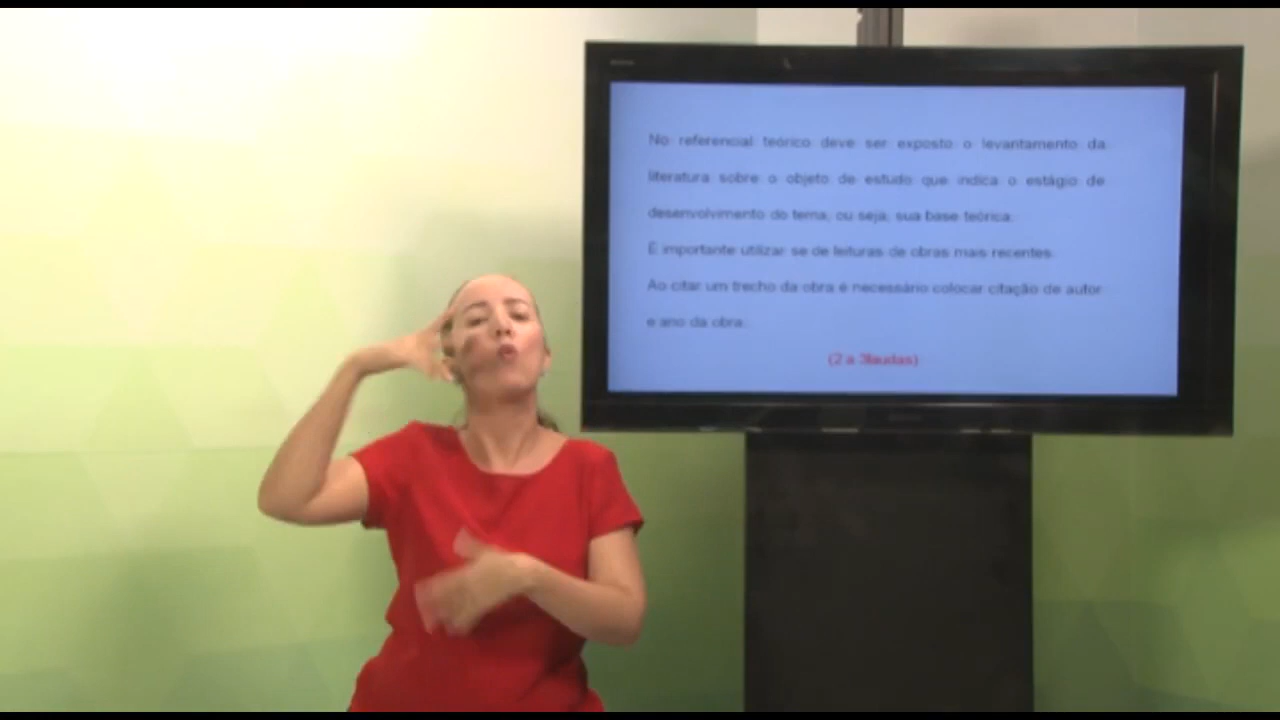 No referencial teórico deve ser exposto o levantamento da
literatura sobre o objeto de estudo que indica o estágio de
desenvolvimento do tema, ou seja, sua base teórica.
É importante utilizar se de leituras de obras mais recentes.
Ao citar um trecho da obra é necessário colocar citação de autor
e ano da obra.
(2 a 3laudas)